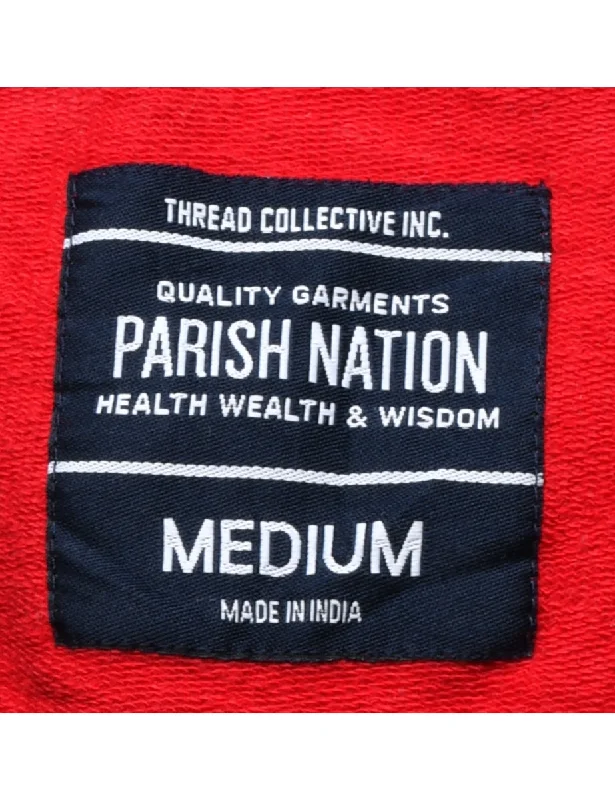 THREAD COLLECTIVE INC.
QUALITY GARMENTS
PARISH NATION
HEALTH WEALTH & WISDOM
MEDIUM
MADE IN INDIA